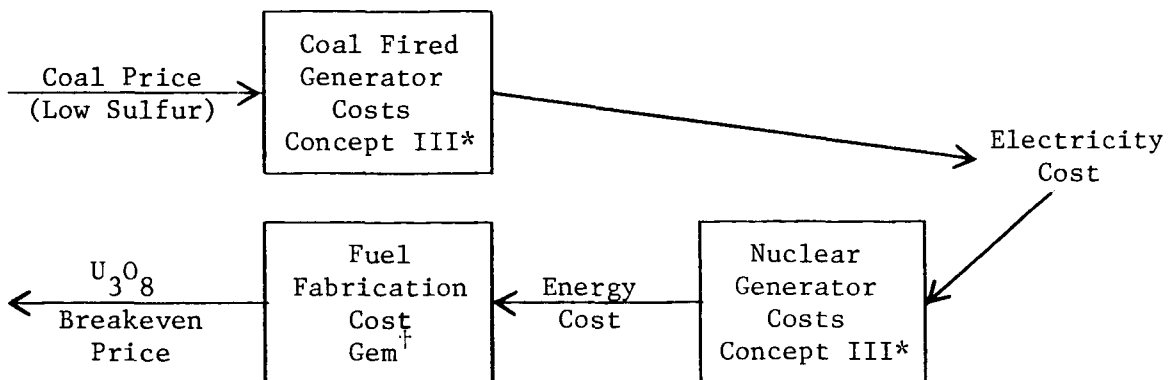 Coal Price
(Low Sulfur)
Coal Fired
Generator
Costs
Concept III*
Electricity
Cost
Nuclear
Generator
Costs
Concept III*
Energy
Cost
Fuel
Fabrication
Cost
Gem†
U3O8
Breakeven
Price